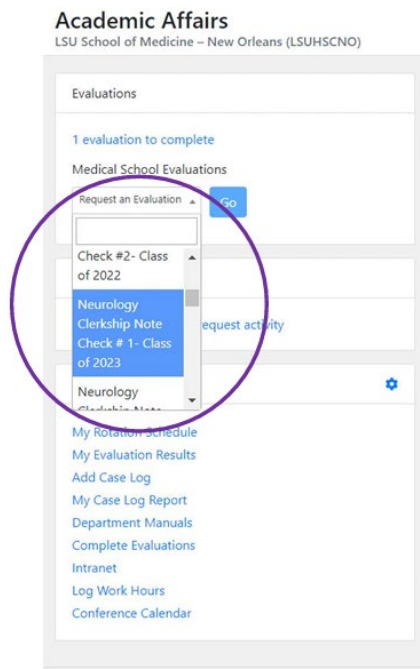 Academic Affairs
LSU School of Medicine – New Orleans (LSUHSCNO)
Evaluations
1 evaluation to complete
Medical School Evaluations
Request an Evaluation
Go
Check #2- Class
of 2022
Neurology
Clerkship Note
Check # 1- Class
of 2023
request activity
Neurology
Clerkship Note
My Rotation Schedule
My Evaluation Results
Add Case Log
My Case Log Report
Department Manuals
Complete Evaluations
Intranet
Log Work Hours
Conference Calendar